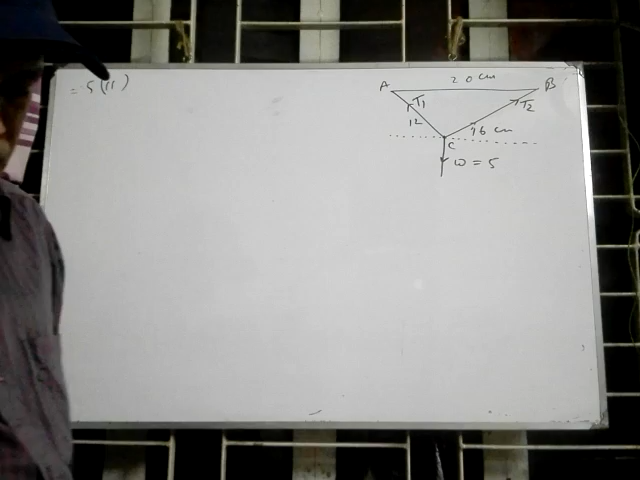 = 5 (11)
20 cm
A
B
T1
T2
12
16 cm
C
W = 5